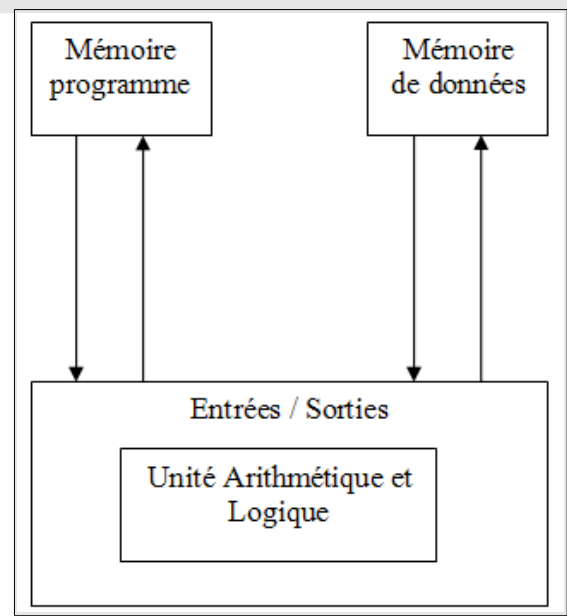 Mémoire
programme
Mémoire
de données
Entrées / Sorties
Unité Arithmétique et
Logique